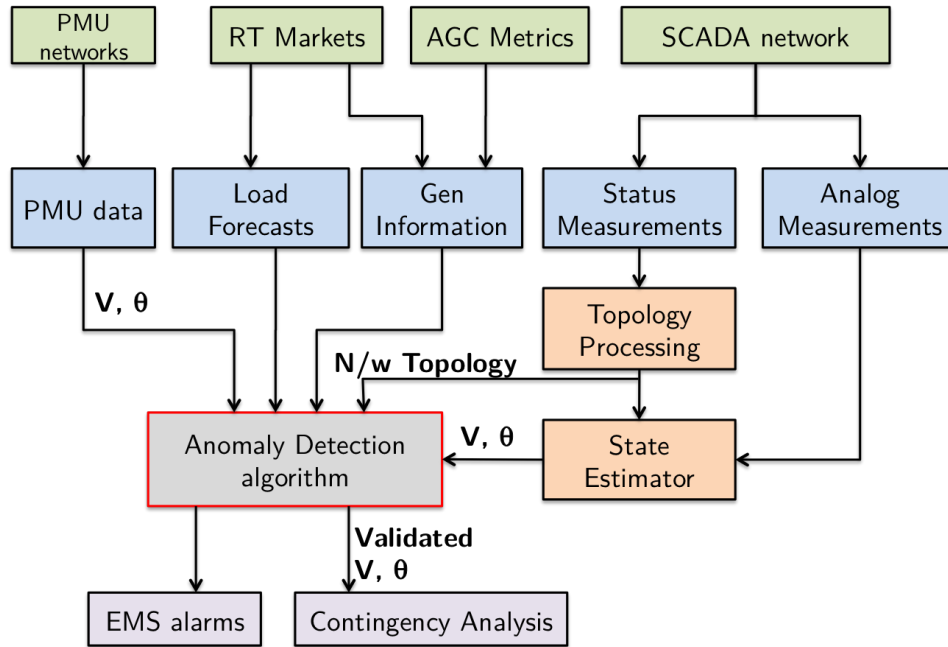 PMU
networks
RT Markets
AGC Metrics
SCADA network
PMU data
Load
Forecasts
Gen
Information
Status
Measurements
Analog
Measurements
V, θ
Topology
Processing
N/w Topology
Anomaly Detection
algorithm
V, θ
State
Estimator
Validated
V, θ
EMS alarms
Contingency Analysis